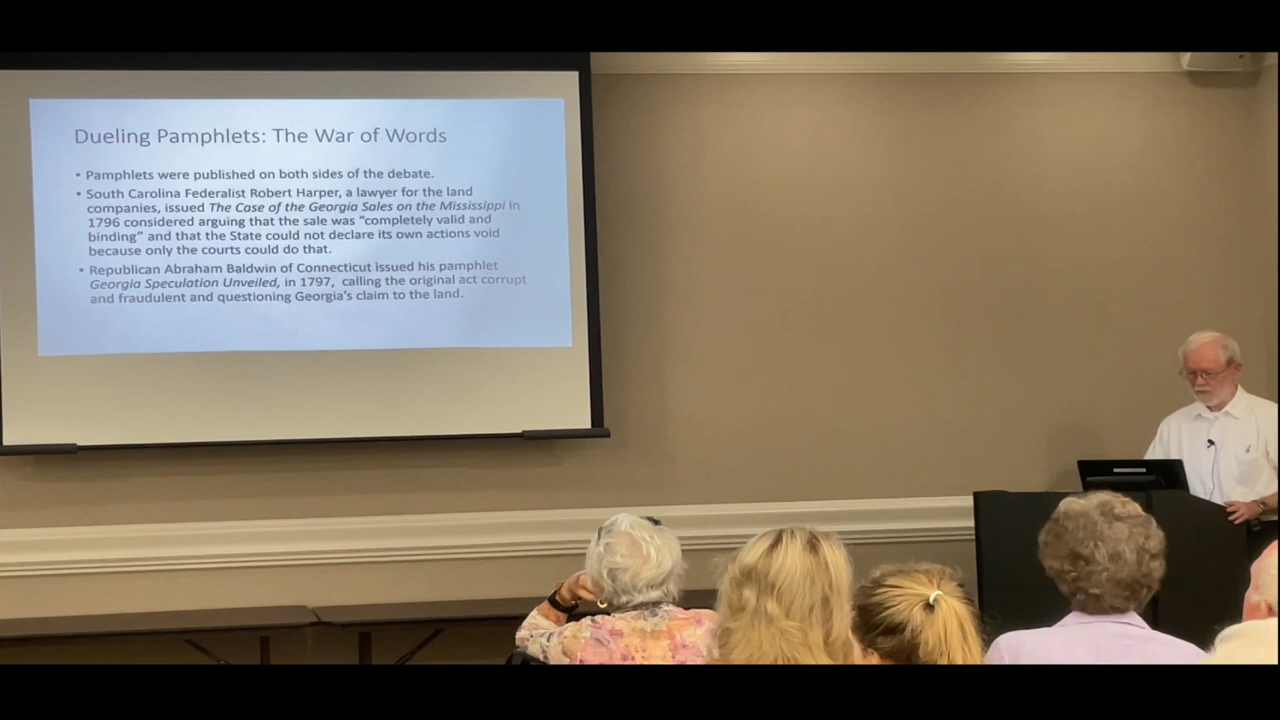 Dueling Pamphlets: The War of Words
• Pamphlets were published on both sides of the debate.
• South Carolina Federalist Robert Harper, a lawyer for the land
companies, issued The Case of the Georgia Sales on the Mississippi in
1796 considered arguing that the sale was "completely valid and
binding" and that the State could not declare its own actions void
because only the courts could do that.
• Republican Abraham Baldwin of Connecticut issued his pamphlet
Georgia Speculation Unveiled, in 1797, calling the original act corrupt
and fraudulent and questioning Georgia's claim to the land.